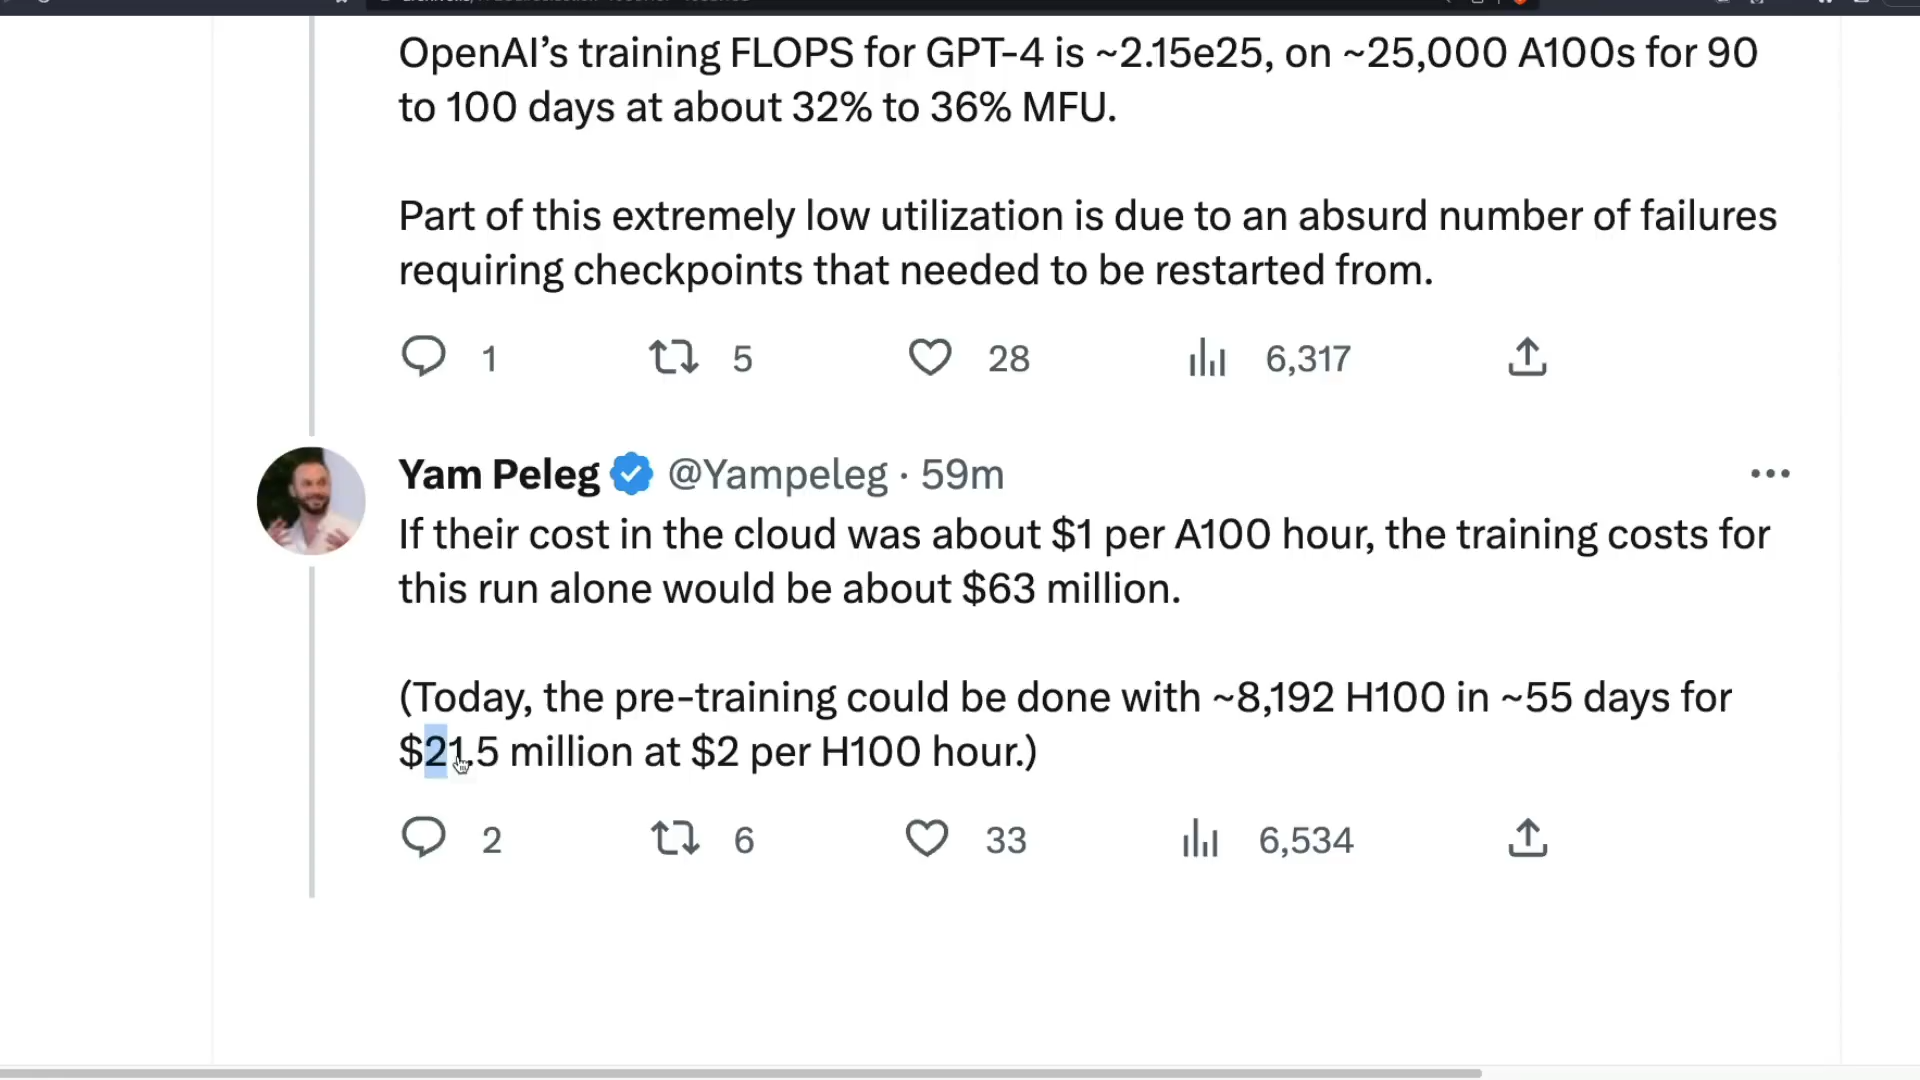 OpenAI’s training FLOPS for GPT-4 is ~2.15e25, on ~25,000 A100s for 90
to 100 days at about 32% to 36% MFU.
Part of this extremely low utilization is due to an absurd number of failures
requiring checkpoints that needed to be restarted from.
1 5 28 6,317
Yam Peleg @Yampeleg · 59m
If their cost in the cloud was about $1 per A100 hour, the training costs for
this run alone would be about $63 million.
(Today, the pre-training could be done with ~8,192 H100 in ~55 days for
$21.5 million at $2 per H100 hour.)
2 6 33 6,534